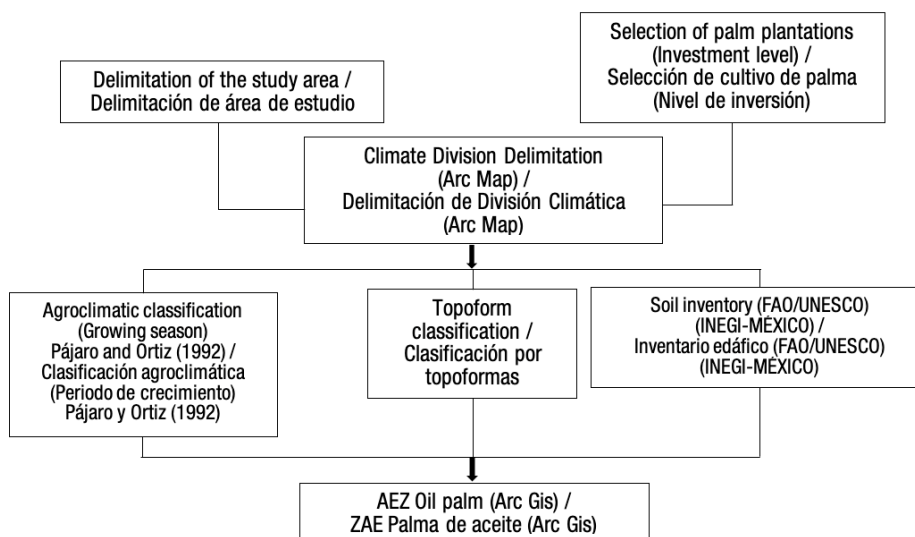 Delimitation of the study area /
Delimitación de área de estudio
Selection of palm plantations
(Investment level) /
Selección de cultivo de palma
(Nivel de inversión)
Climate Division Delimitation
(Arc Map) /
Delimitación de División Climática
(Arc Map)
Agroclimatic classification
(Growing season)
Pájaro and Ortiz (1992) /
Clasificación agroclimática
(Periodo de crecimiento)
Pájaro y Ortiz (1992)
Topoform
classification /
Clasificación por
topoformas
Soil inventory (FAO/UNESCO)
(INEGI-MÉXICO) /
Inventario edáfico (FAO/UNESCO)
(INEGI-MÉXICO)
AEZ Oil palm (Arc Gis) /
ZAE Palma de aceite (Arc Gis)